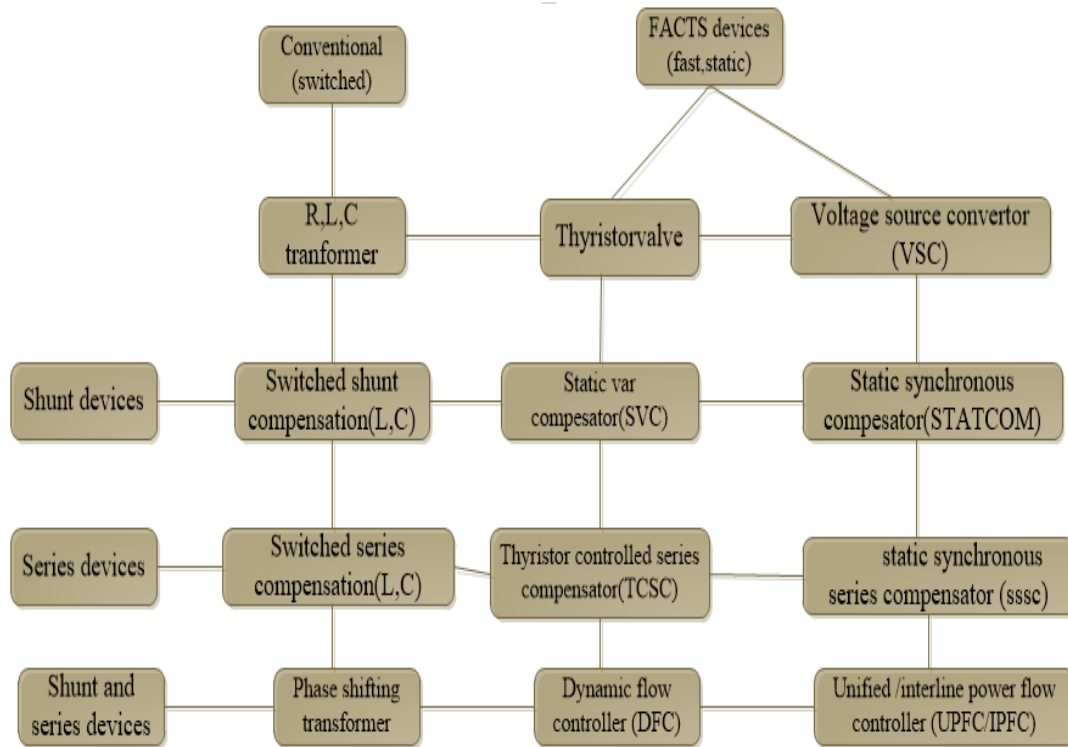 Conventional
(switched)
FACTS devices
(fast,static)
R,L,C
tranformer
Thyristorvalve
Voltage source convertor
(VSC)
Shunt devices
Switched shunt
compensation(L,C)
Static var
compesator(SVC)
Static synchronous
compesator(STATCOM)
Series devices
Switched series
compensation(L,C)
Thyristor controlled series
compensator(TCSC)
static synchronous
series compensator (sssc)
Shunt and
series devices
Phase shifting
transformer
Dynamic flow
controller (DFC)
Unified /interline power flow
controller (UPFC/IPFC)